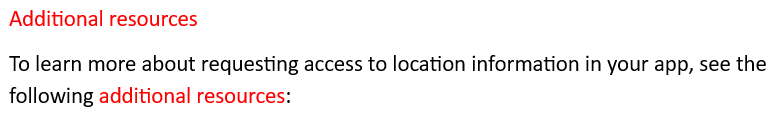 Additional resources
To learn more about requesting access to location information in your app, see the
following additional resources: